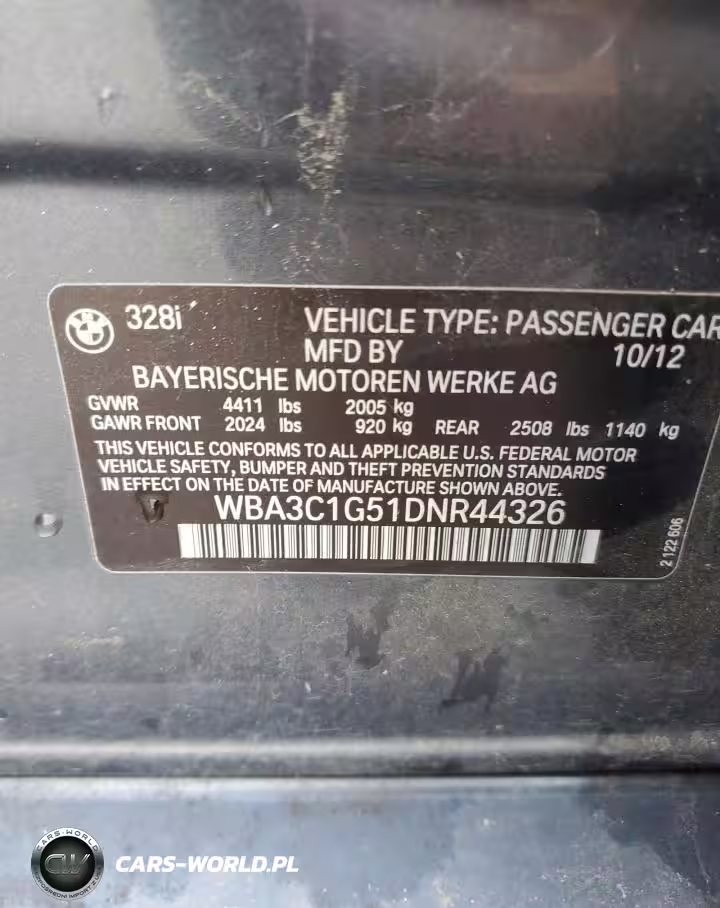 328i VEHICLE TYPE: PASSENGER CAR
MFD BY 10/12
BAYERISCHE MOTOREN WERKE AG
GVWR 4411 lbs 2005 kg
GAWR FRONT 2024 lbs 920 kg REAR 2508 lbs 1140 kg
THIS VEHICLE CONFORMS TO ALL APPLICABLE U.S. FEDERAL MOTOR
VEHICLE SAFETY, BUMPER AND THEFT PREVENTION STANDARDS
IN EFFECT ON THE DATE OF MANUFACTURE SHOWN ABOVE.
WBA3C1G51DNR44326
2 122 606
CARS-WORLD
CW
CARS-WORLD.PL